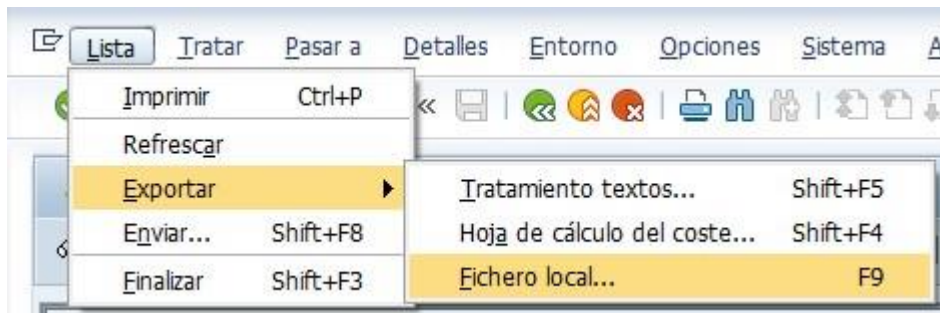 Lista Tratar Pasar a Detalles Entorno Opciones Sistema A
Imprimir Ctrl+P
Refrescar
Exportar
Enviar... Shift+F8
Finalizar Shift+F3
Tratamiento textos... Shift+F5
Hoja de cálculo del coste... Shift+F4
Fichero local... F9